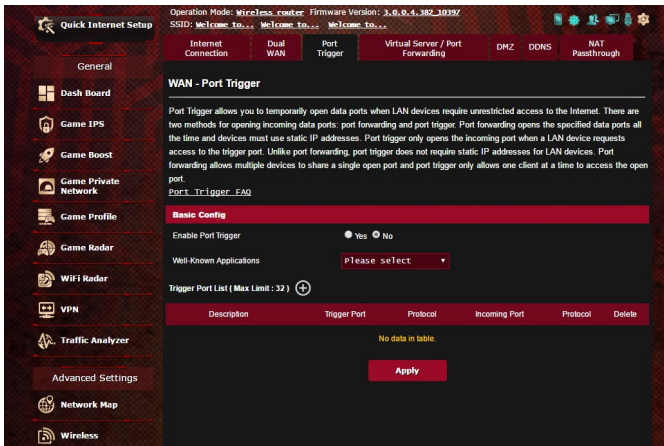 Quick Internet Setup
Operation Mode: Wireless router Firmware Version: 3.0.0.4.382_10397
SSID: Welcome to... Welcome to... Welcome to...
General
Dash Board
Game IPS
Game Boost
Game Private
Network
Game Profile
Game Radar
WiFi Radar
VPN
Traffic Analyzer
Advanced Settings
Network Map
Wireless
Internet
Connection
Dual
WAN
Port
Trigger
Virtual Server / Port
Forwarding
DMZ
DDNS
NAT
Passthrough
WAN - Port Trigger
Port Trigger allows you to temporarily open data ports when LAN devices require unrestricted access to the Internet. There are
two methods for opening incoming data ports: port forwarding and port trigger. Port forwarding opens the specified data ports all
the time and devices must use static IP addresses. Port trigger only opens the incoming port when a LAN device requests
access to the trigger port. Unlike port forwarding, port trigger does not require static IP addresses for LAN devices. Port
forwarding allows multiple devices to share a single open port and port trigger only allows one client at a time to access the open
port.
Port Trigger FAQ
Basic Config
Enable Port Trigger Yes No
Well-Known Applications Please select
Trigger Port List ( Max Limit : 32 )
Description Trigger Port Protocol Incoming Port Protocol Delete
No data in table.
Apply